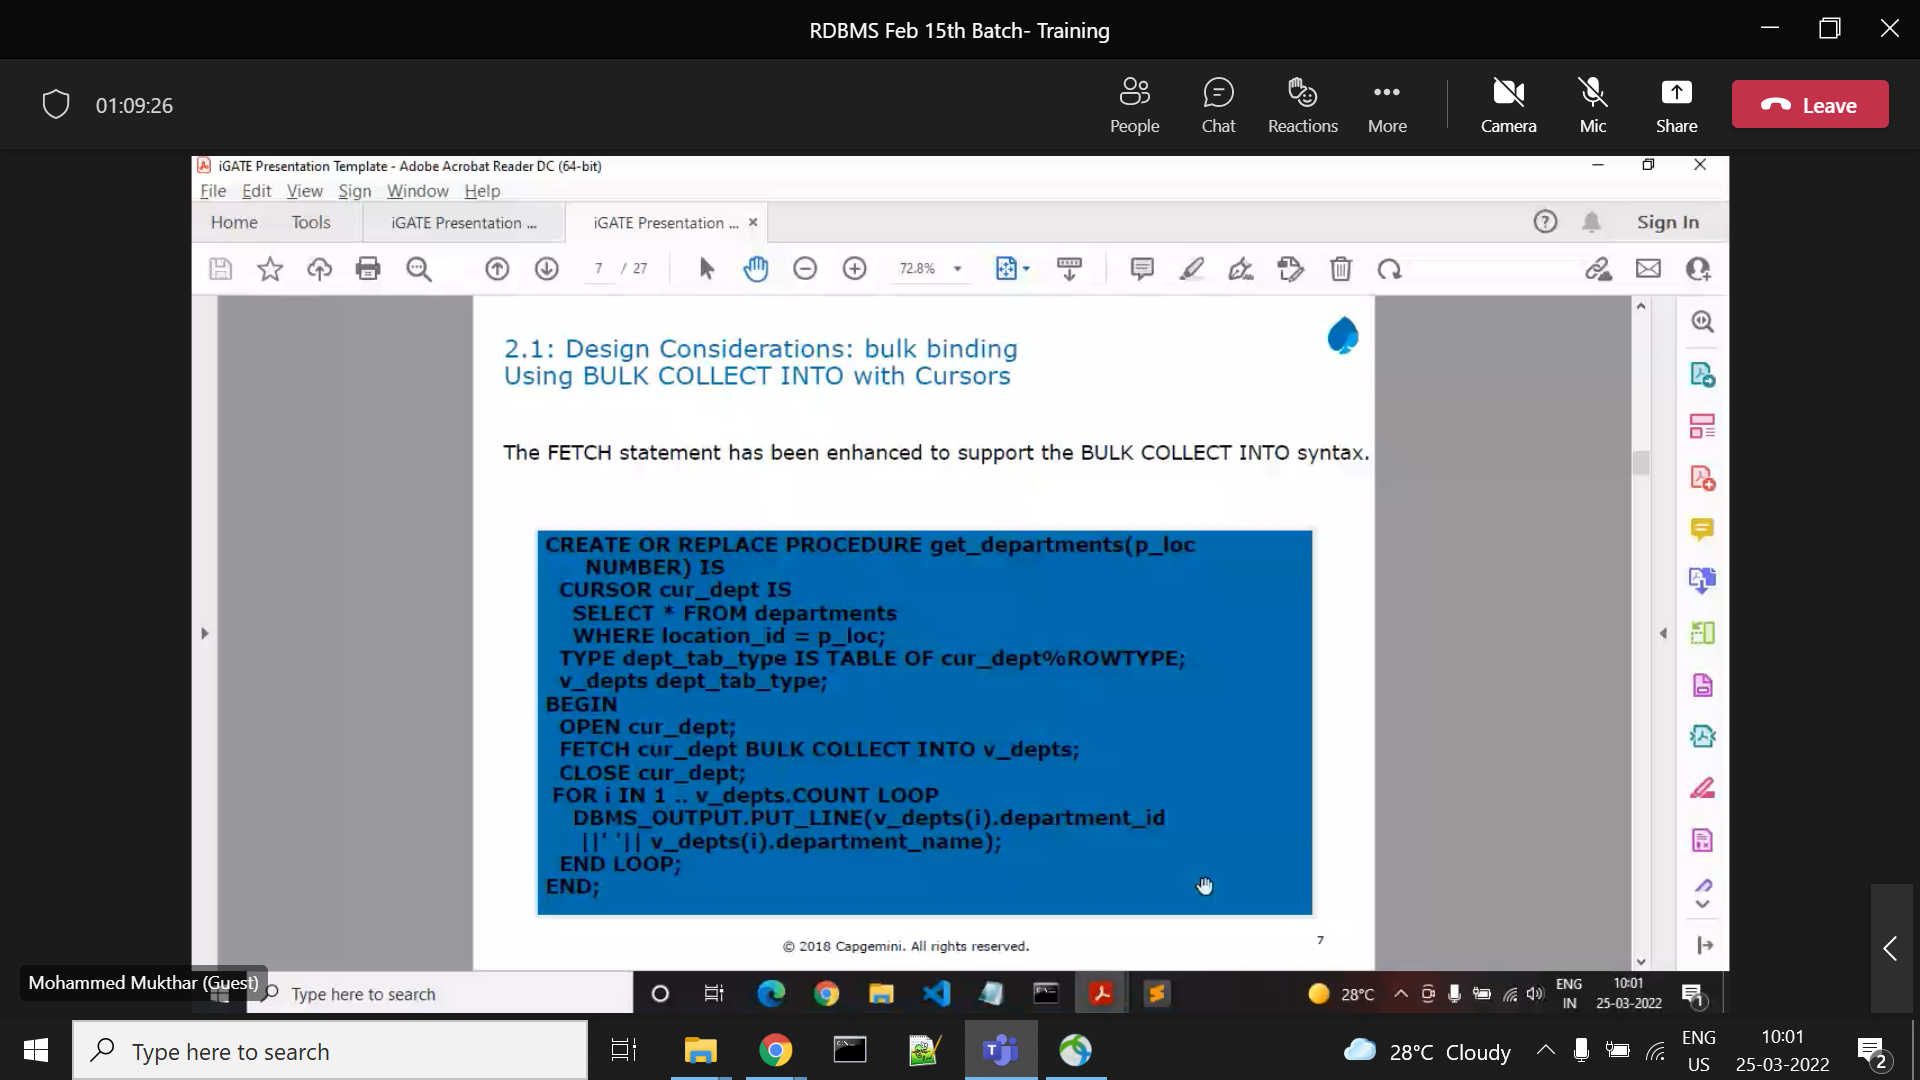 RDBMS Feb 15th Batch- Training
01:09:26
People
Chat
Reactions
More
Camera
Mic
Share
Leave
iGATE Presentation Template - Adobe Acrobat Reader DC (64-bit)
File Edit View Sign Window Help
Home Tools iGATE Presentation ... iGATE Presentation ... Sign In
7 / 27 72.8%
2.1: Design Considerations: bulk binding
Using BULK COLLECT INTO with Cursors
The FETCH statement has been enhanced to support the BULK COLLECT INTO syntax.
CREATE OR REPLACE PROCEDURE get_departments(p_loc
NUMBER) IS
CURSOR cur_dept IS
SELECT * FROM departments
WHERE location_id = p_loc;
TYPE dept_tab_type IS TABLE OF cur_dept%ROWTYPE;
v_depts dept_tab_type;
BEGIN
OPEN cur_dept;
FETCH cur_dept BULK COLLECT INTO v_depts;
CLOSE cur_dept;
FOR i IN 1 .. v_depts.COUNT LOOP
DBMS_OUTPUT.PUT_LINE(v_depts(i).department_id
||' '|| v_depts(i).department_name);
END LOOP;
END;
© 2018 Capgemini. All rights reserved.
7
Mohammed Mukthar (Guest)
Type here to search
28°C
ENG
IN
10:01
25-03-2022
1
Type here to search
28°C Cloudy
ENG
US
10:01
25-03-2022
2